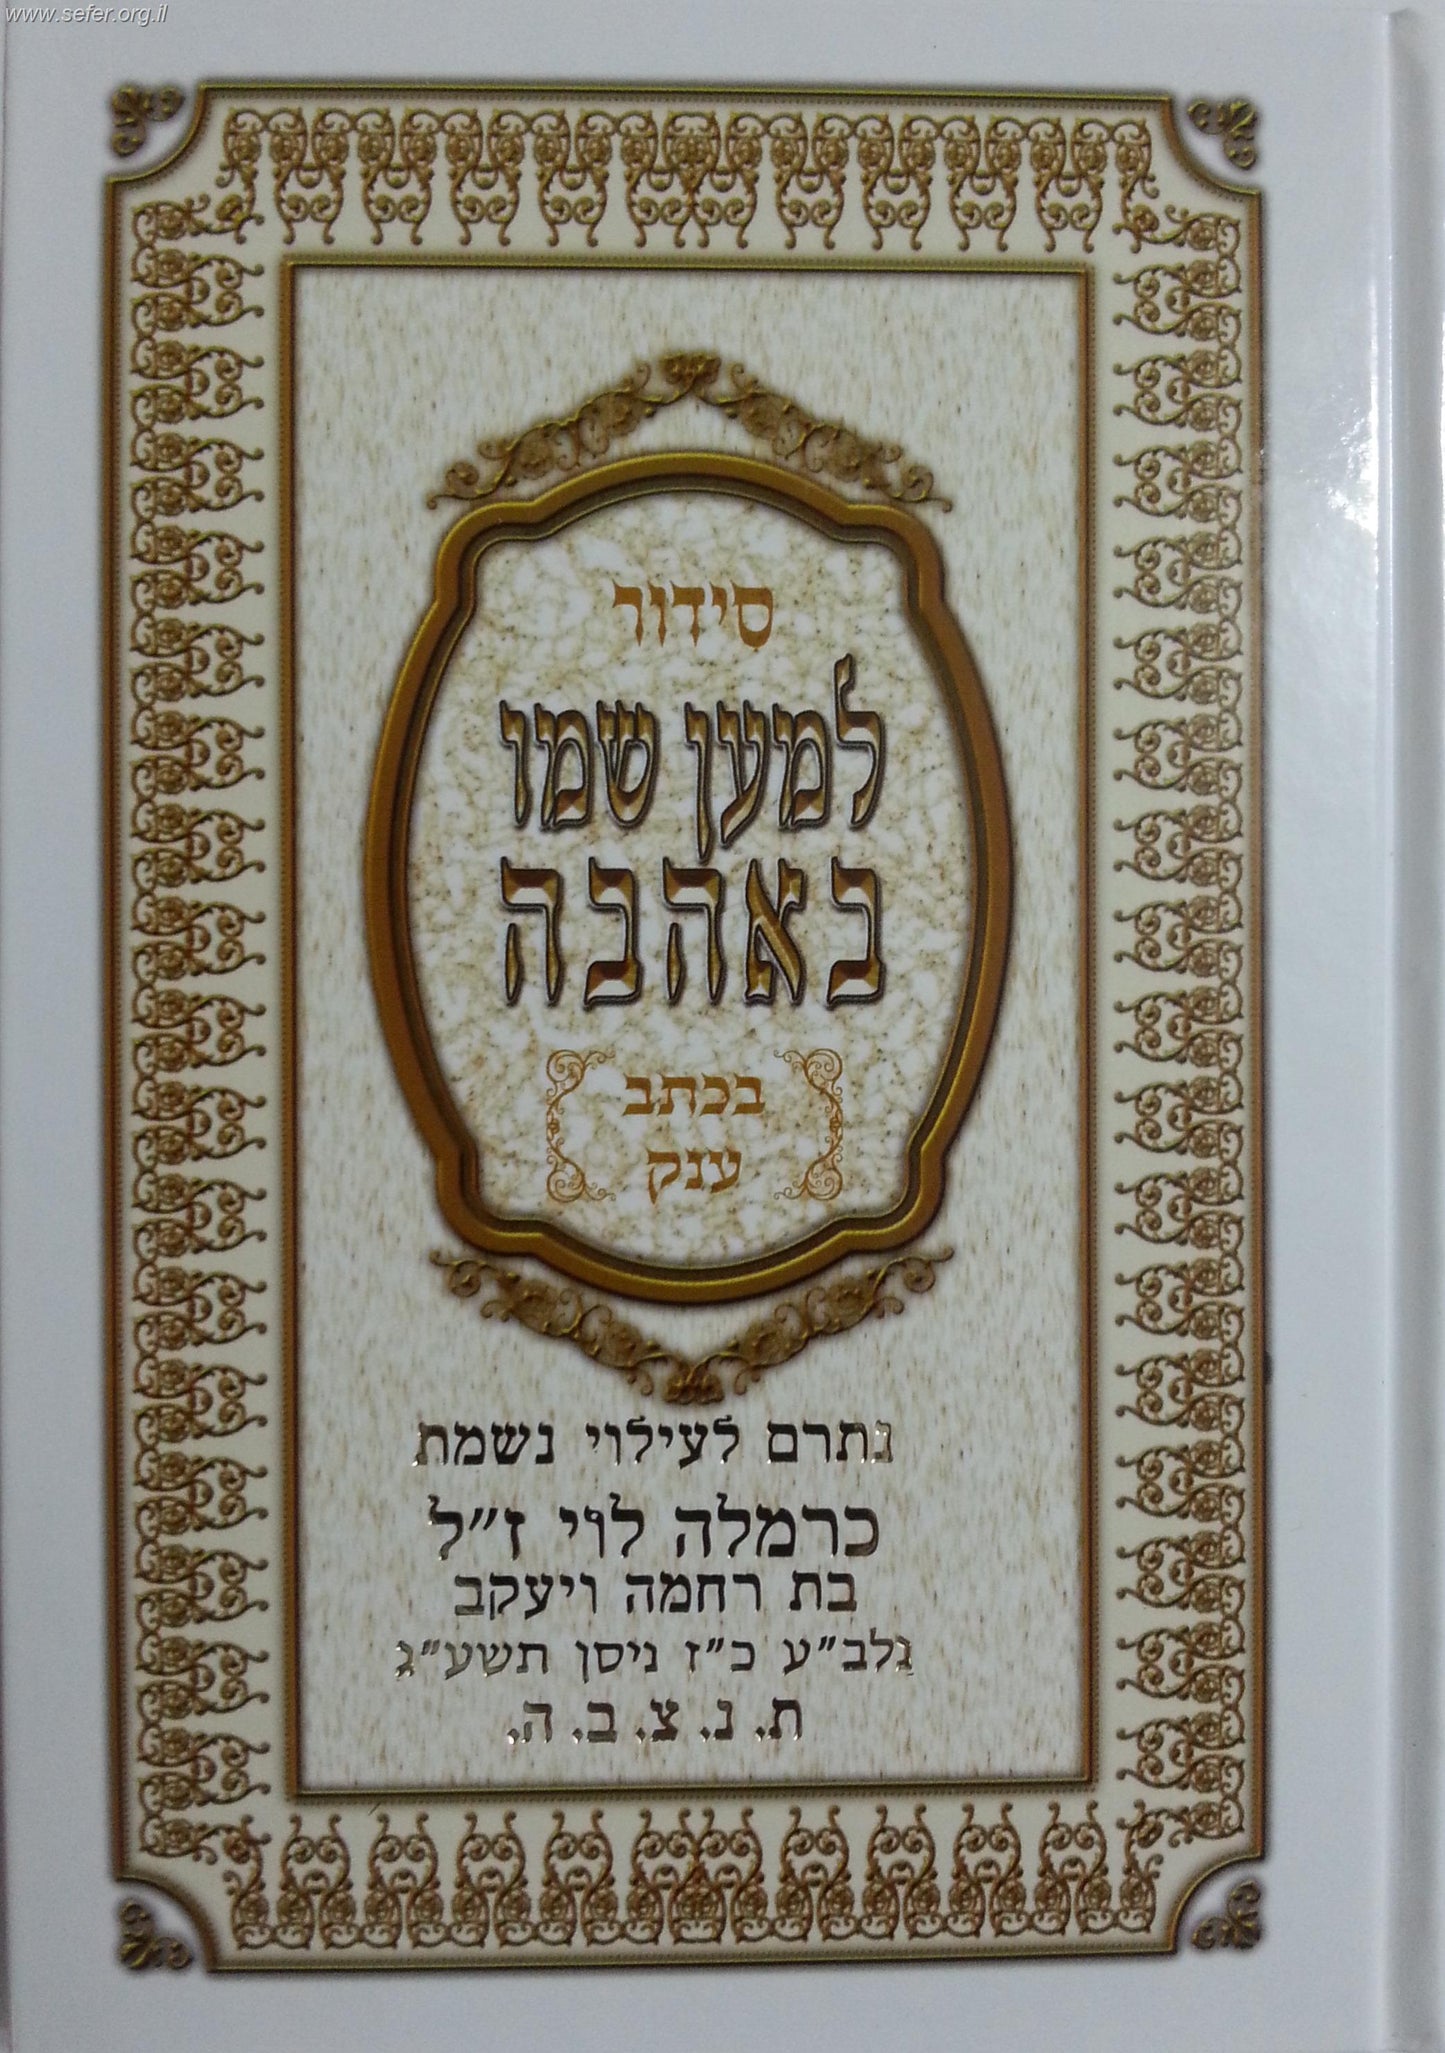 www.sefer.org.il
סידור
למען שמו
באהבה
בכתב
ענק
נתרם לעילוי נשמת
כרמלה לוי ז"ל
בת רחמה ויעקב
נלב"ע כ"ז ניסן תשע"ג
ת. נ. צ. ב. ה.